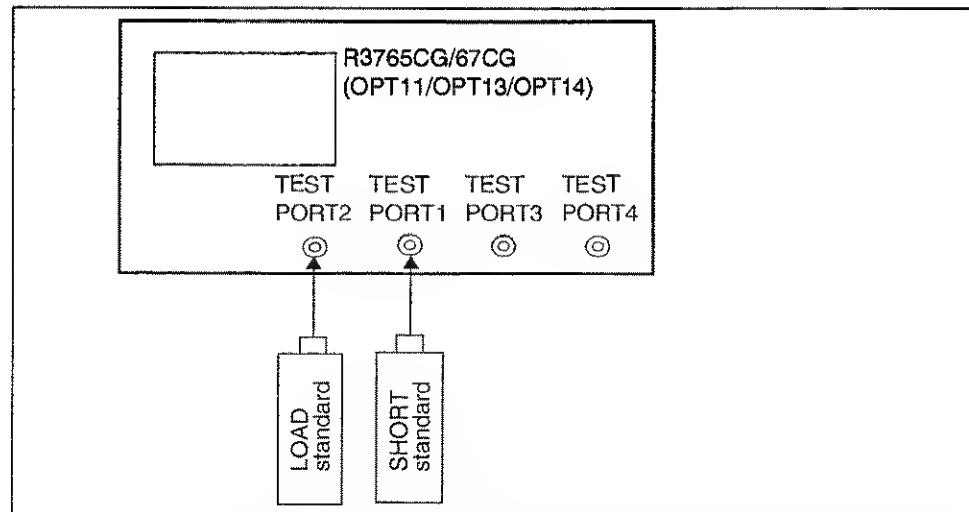 R3765CG/67CG
(OPT11/OPT13/OPT14)
TEST TEST TEST TEST
PORT2 PORT1 PORT3 PORT4
LOAD
standard
SHORT
standard